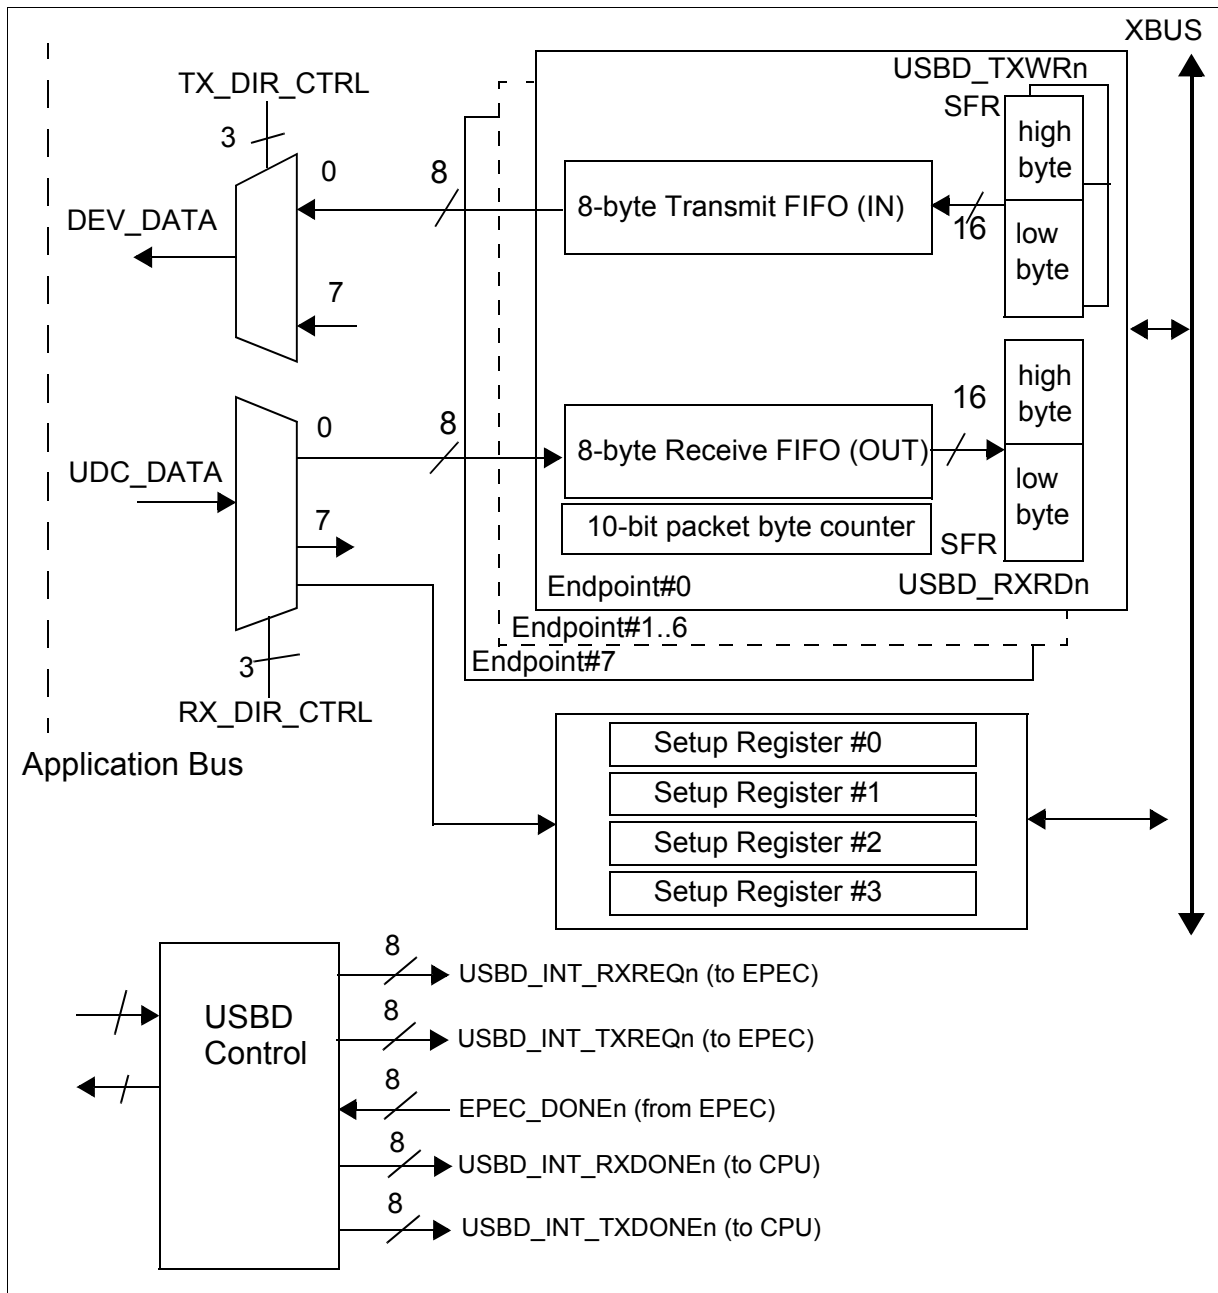 XBUS
TX_DIR_CTRL
USBD_TXWRn
SFR
3
0
8
high
byte
8-byte Transmit FIFO (IN)
16
DEV_DATA
low
byte
7
high
byte
16
0
8
8-byte Receive FIFO (OUT)
UDC_DATA
low
byte
7
10-bit packet byte counter
SFR
Endpoint#0
USBD_RXRDn
Endpoint#1..6
Endpoint#7
3
RX_DIR_CTRL
Application Bus
Setup Register #0
Setup Register #1
Setup Register #2
Setup Register #3
USBD
Control
8
USBD_INT_RXREQn (to EPEC)
8
USBD_INT_TXREQn (to EPEC)
8
EPEC_DONEn (from EPEC)
8
USBD_INT_RXDONEn (to CPU)
8
USBD_INT_TXDONEn (to CPU)